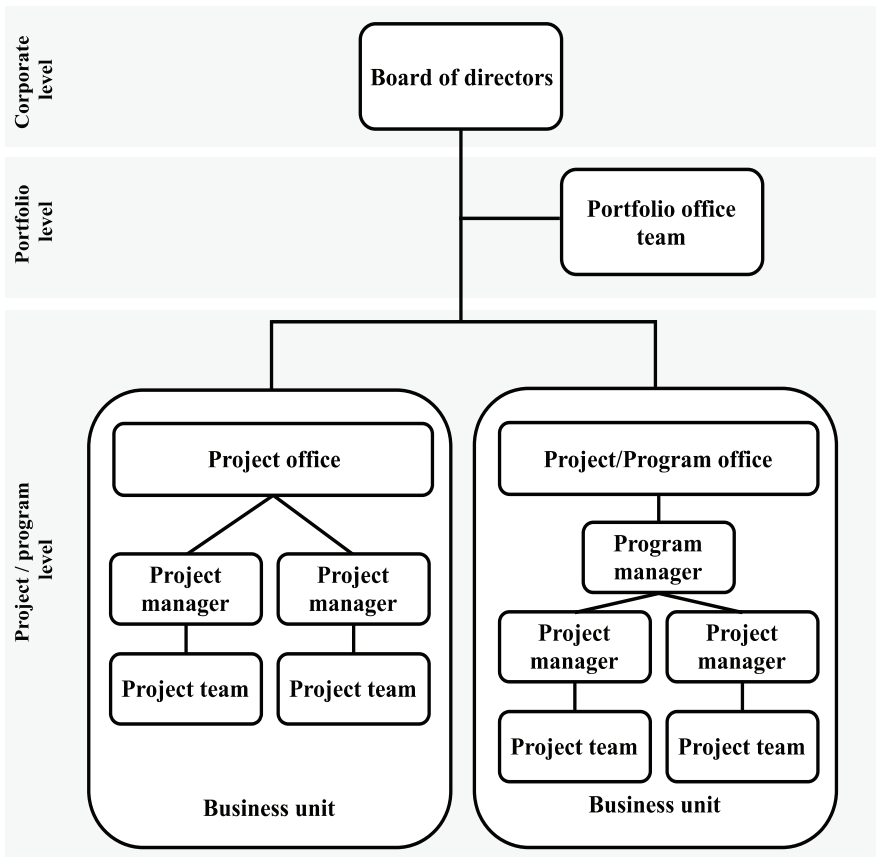 Corporate
level
Board of directors
Portfolio
level
Portfolio office
team
Project / program
level
Project office
Project
manager
Project
manager
Project team
Project team
Business unit
Project/Program office
Program
manager
Project
manager
Project
manager
Project team
Project team
Business unit